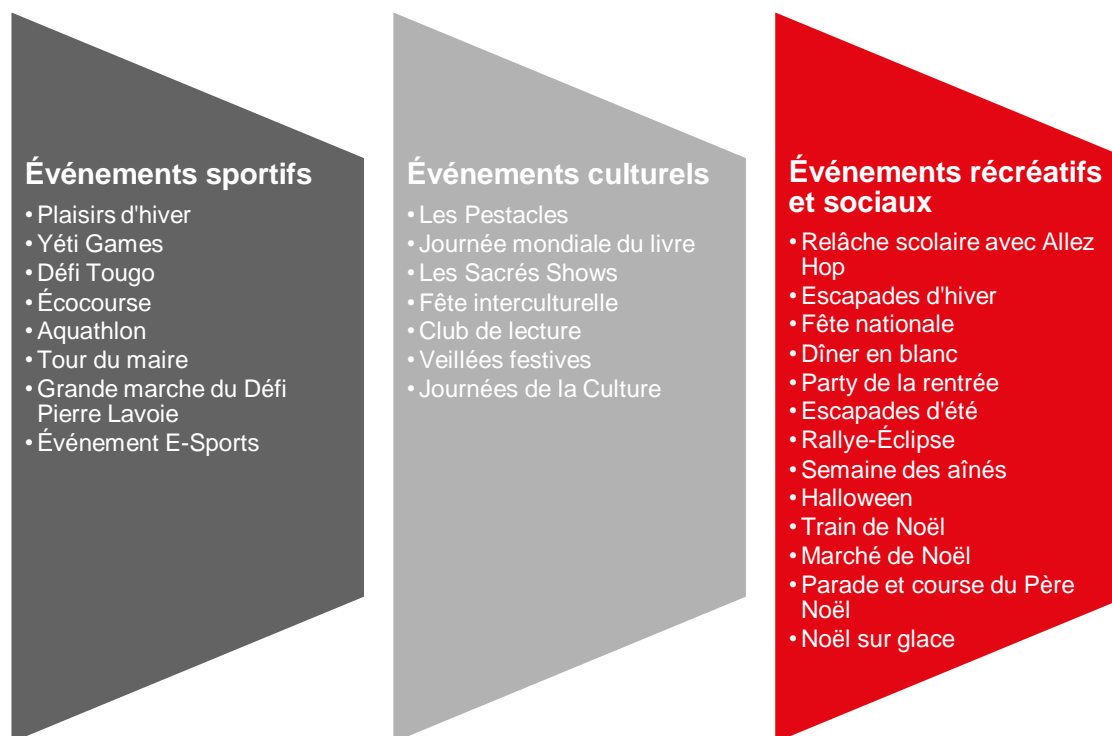 Événements sportifs
• Plaisirs d'hiver
• Yéti Games
• Défi Tougo
• Écocourse
• Aquathlon
• Tour du maire
• Grande marche du Défi
Pierre Lavoie
• Événement E-Sports
Événements culturels
• Les Pestacles
• Journée mondiale du livre
• Les Sacrés Shows
• Fête interculturelle
• Club de lecture
• Veillées festives
• Journées de la Culture
Événements récréatifs
et sociaux
• Relâche scolaire avec Allez
Hop
• Escapades d'hiver
• Fête nationale
• Dîner en blanc
• Party de la rentrée
• Escapades d'été
• Rallye-Éclipse
• Semaine des aînés
• Halloween
• Train de Noël
• Marché de Noël
• Parade et course du Père
Noël
• Noël sur glace